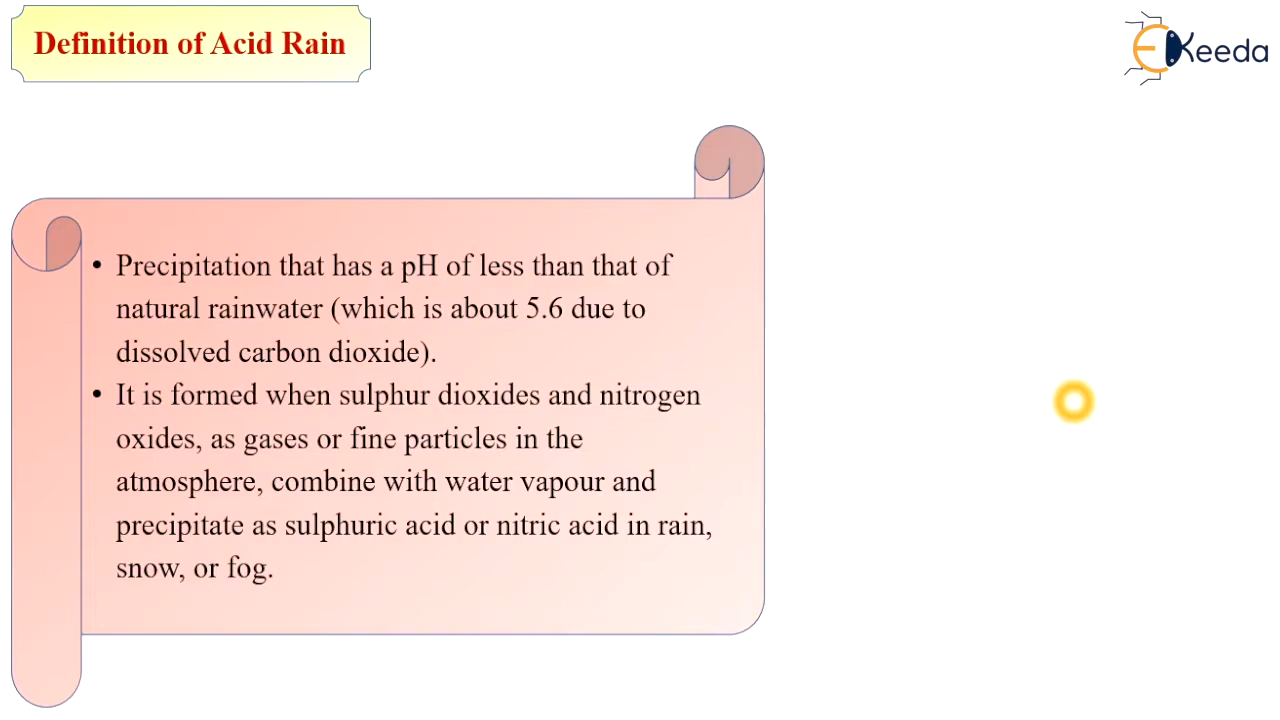 Definition of Acid Rain
EKeeda
• Precipitation that has a pH of less than that of
natural rainwater (which is about 5.6 due to
dissolved carbon dioxide).
• It is formed when sulphur dioxides and nitrogen
oxides, as gases or fine particles in the
atmosphere, combine with water vapour and
precipitate as sulphuric acid or nitric acid in rain,
snow, or fog.